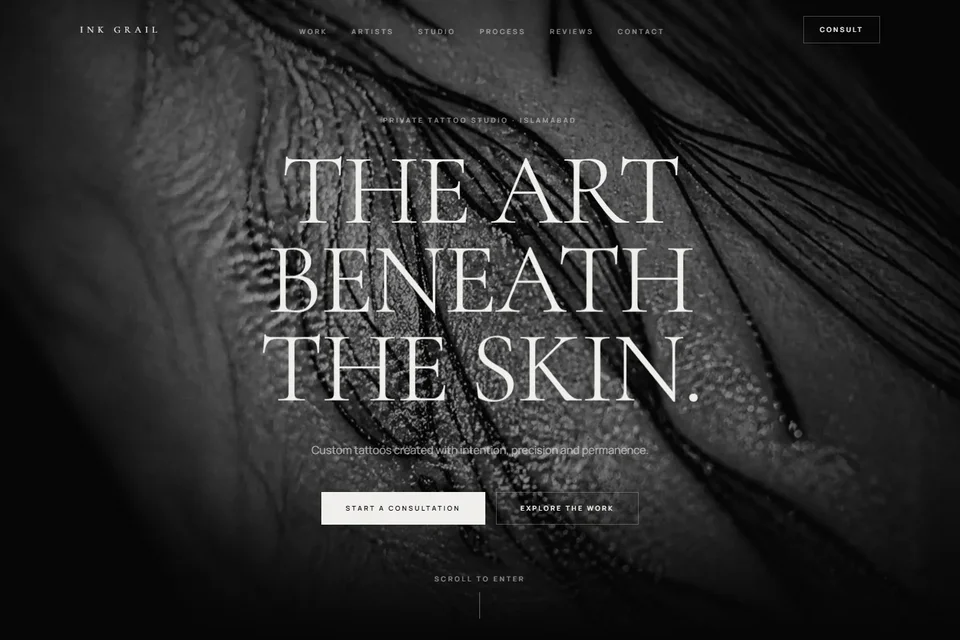 INK GRAIL
WORK ARTISTS STUDIO PROCESS REVIEWS CONTACT
CONSULT
PRIVATE TATTOO STUDIO · ISLAMABAD
THE ART
BENEATH
THE SKIN.
Custom tattoos created with intention, precision and permanence.
START A CONSULTATION
EXPLORE THE WORK
SCROLL TO ENTER